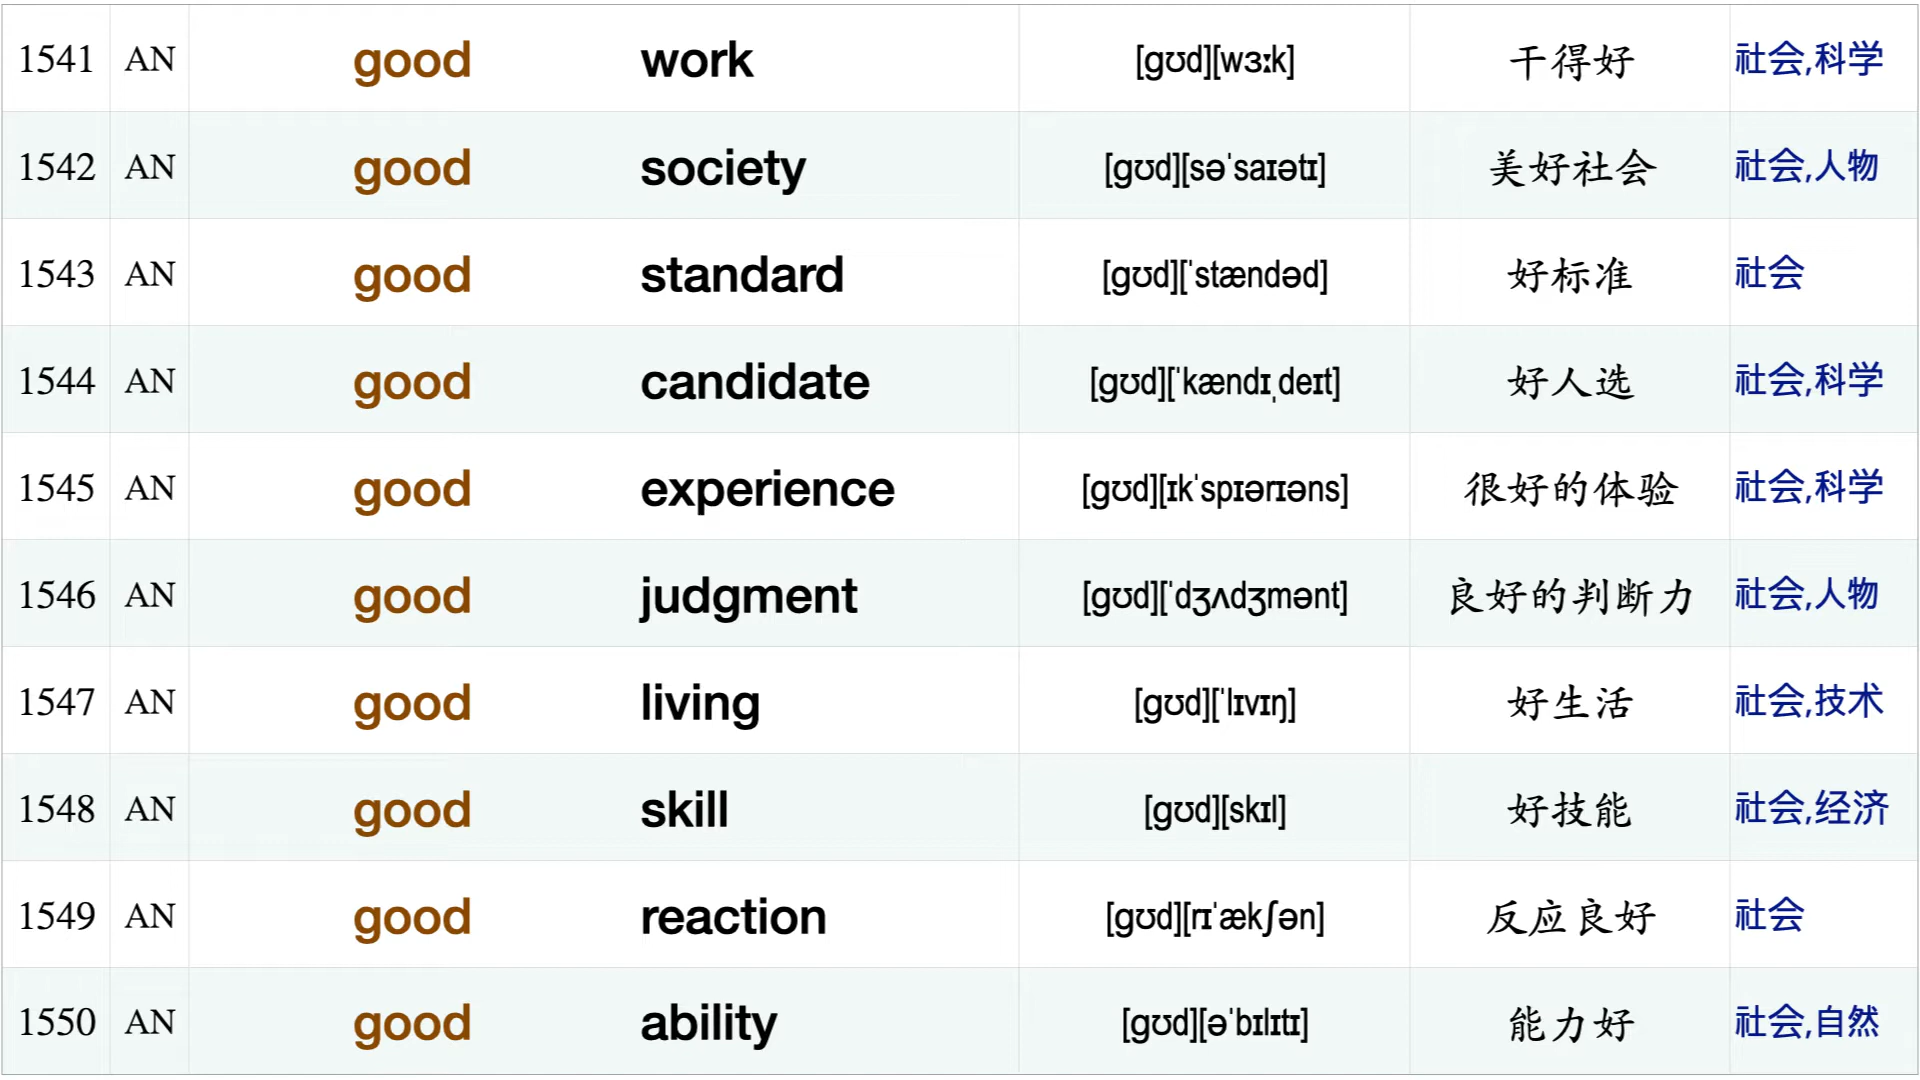 1541 AN good work [gʊd][wɜːk] 干得好 社会,科学
1542 AN good society [gʊd][səˈsaɪətɪ] 美好社会 社会,人物
1543 AN good standard [gʊd][ˈstændəd] 好标准 社会
1544 AN good candidate [gʊd][ˈkændɪˌdeɪt] 好人选 社会,科学
1545 AN good experience [gʊd][ɪkˈspɪərɪəns] 很好的体验 社会,科学
1546 AN good judgment [gʊd][ˈdʒʌdʒmənt] 良好的判断力 社会,人物
1547 AN good living [gʊd][ˈlɪvɪŋ] 好生活 社会,技术
1548 AN good skill [gʊd][skɪl] 好技能 社会,经济
1549 AN good reaction [gʊd][rɪˈækʃən] 反应良好 社会
1550 AN good ability [gʊd][əˈbɪlɪtɪ] 能力好 社会,自然